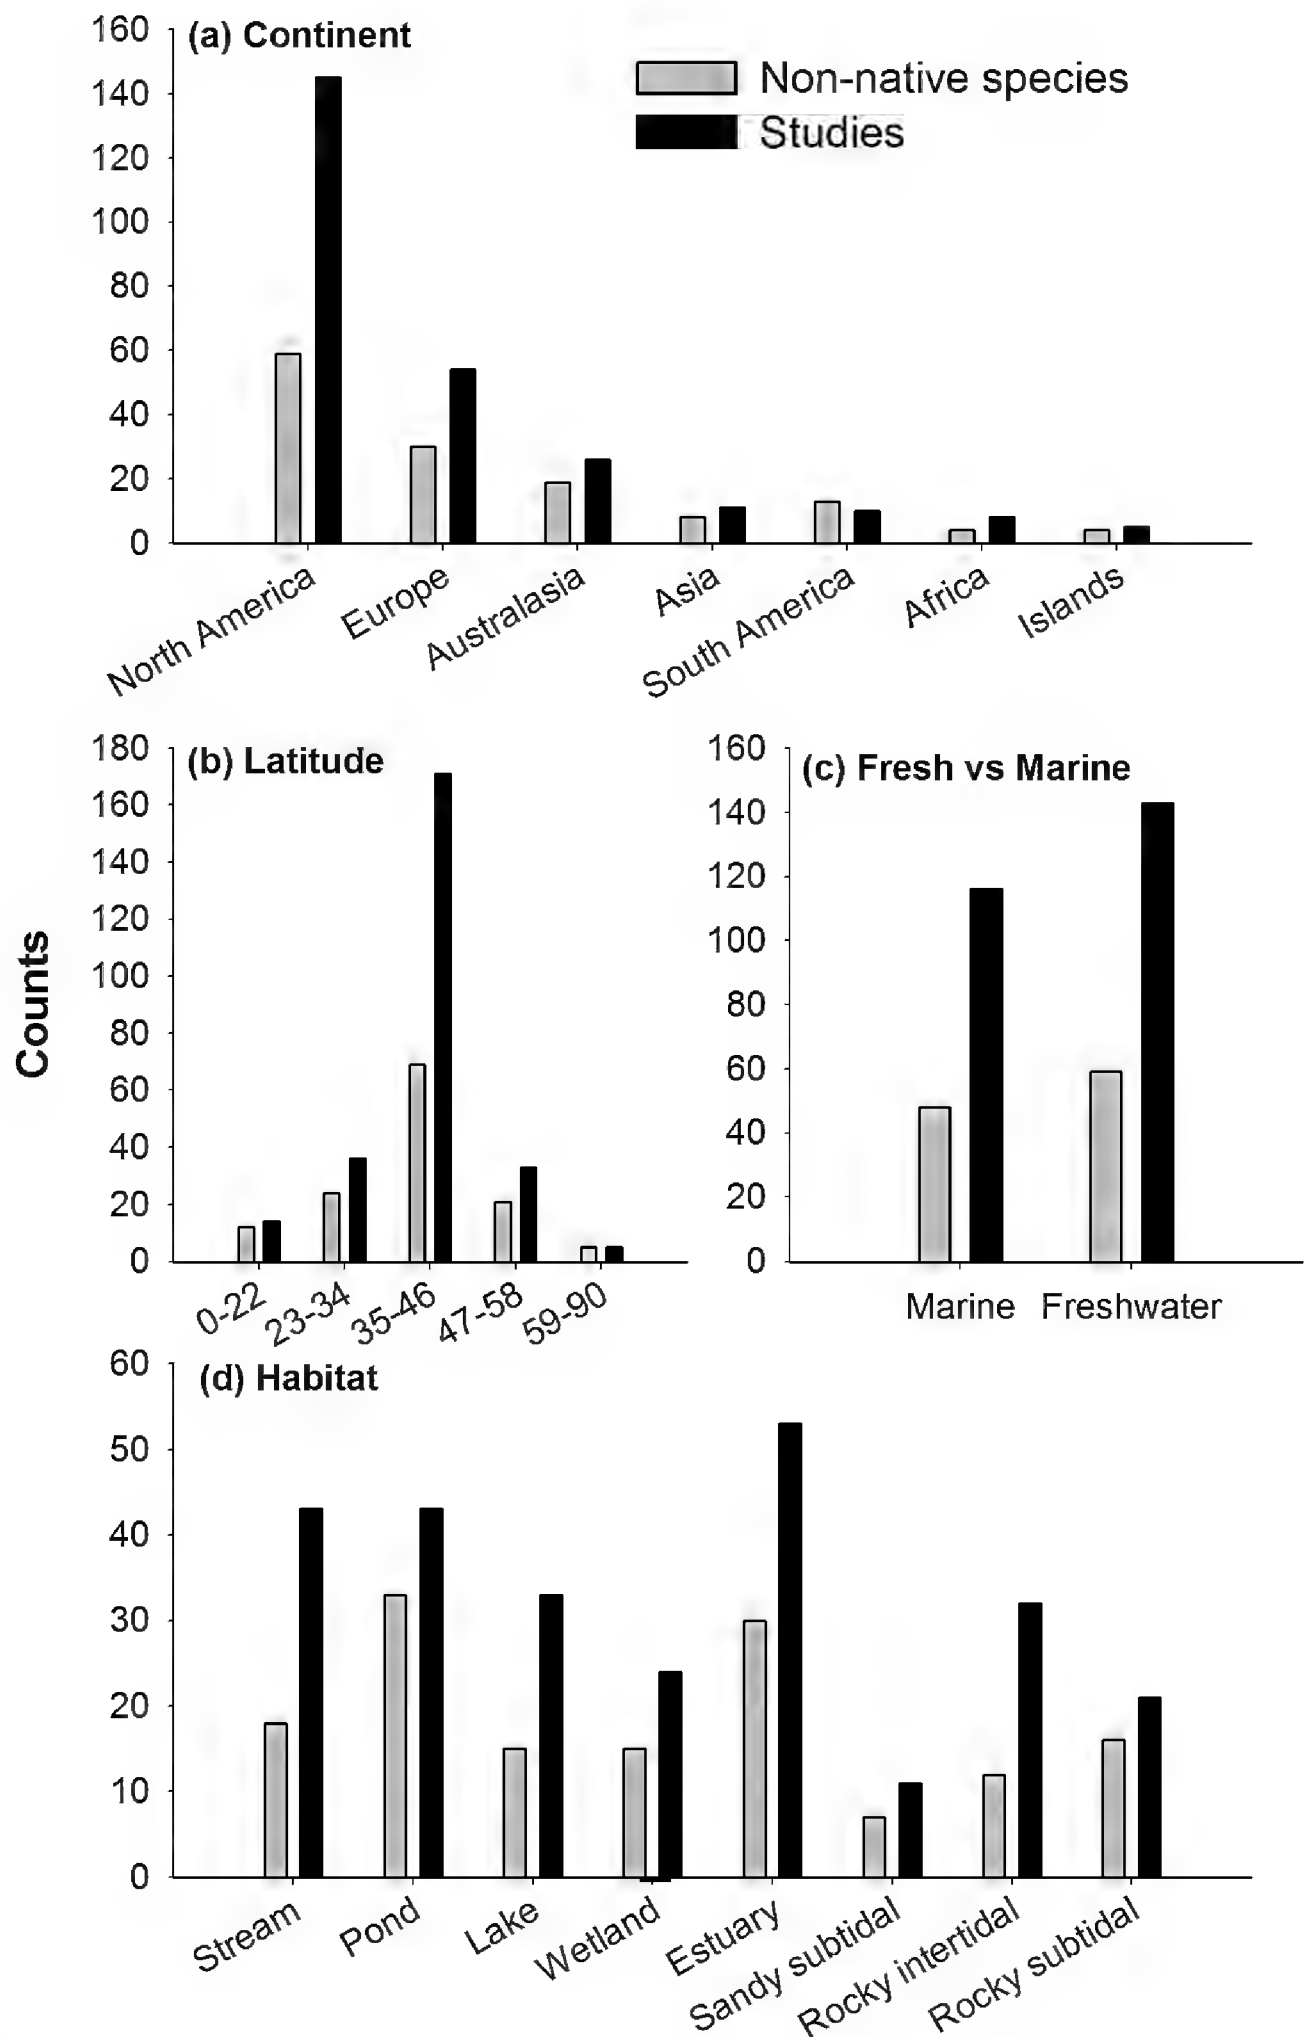 (a) Continent
Non-native species
Studies
160
140
120
100
80
60
40
20
0
North America
Europe
Australasia
Asia
South America
Africa
Islands
Counts
(b) Latitude
180
160
140
120
100
80
60
40
20
0
0-22
23-34
35-46
47-58
59-90
(c) Fresh vs Marine
160
140
120
100
80
60
40
20
0
Marine
Freshwater
(d) Habitat
60
50
40
30
20
10
0
Stream
Pond
Lake
Wetland
Estuary
Sandy subtidal
Rocky intertidal
Rocky subtidal